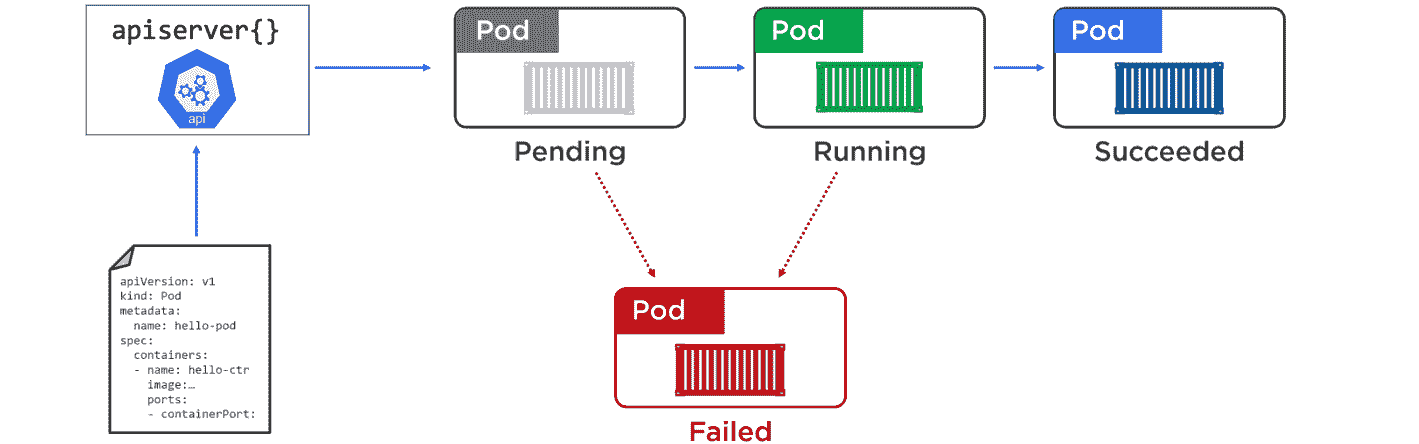 apiserver{}
api
Pod
Pending
Pod
Running
Pod
Succeeded
apiVersion: v1
kind: Pod
metadata:
  name: hello-pod
spec:
  containers:
  - name: hello-ctr
    image:…
    ports:
    - containerPort:
Pod
Failed